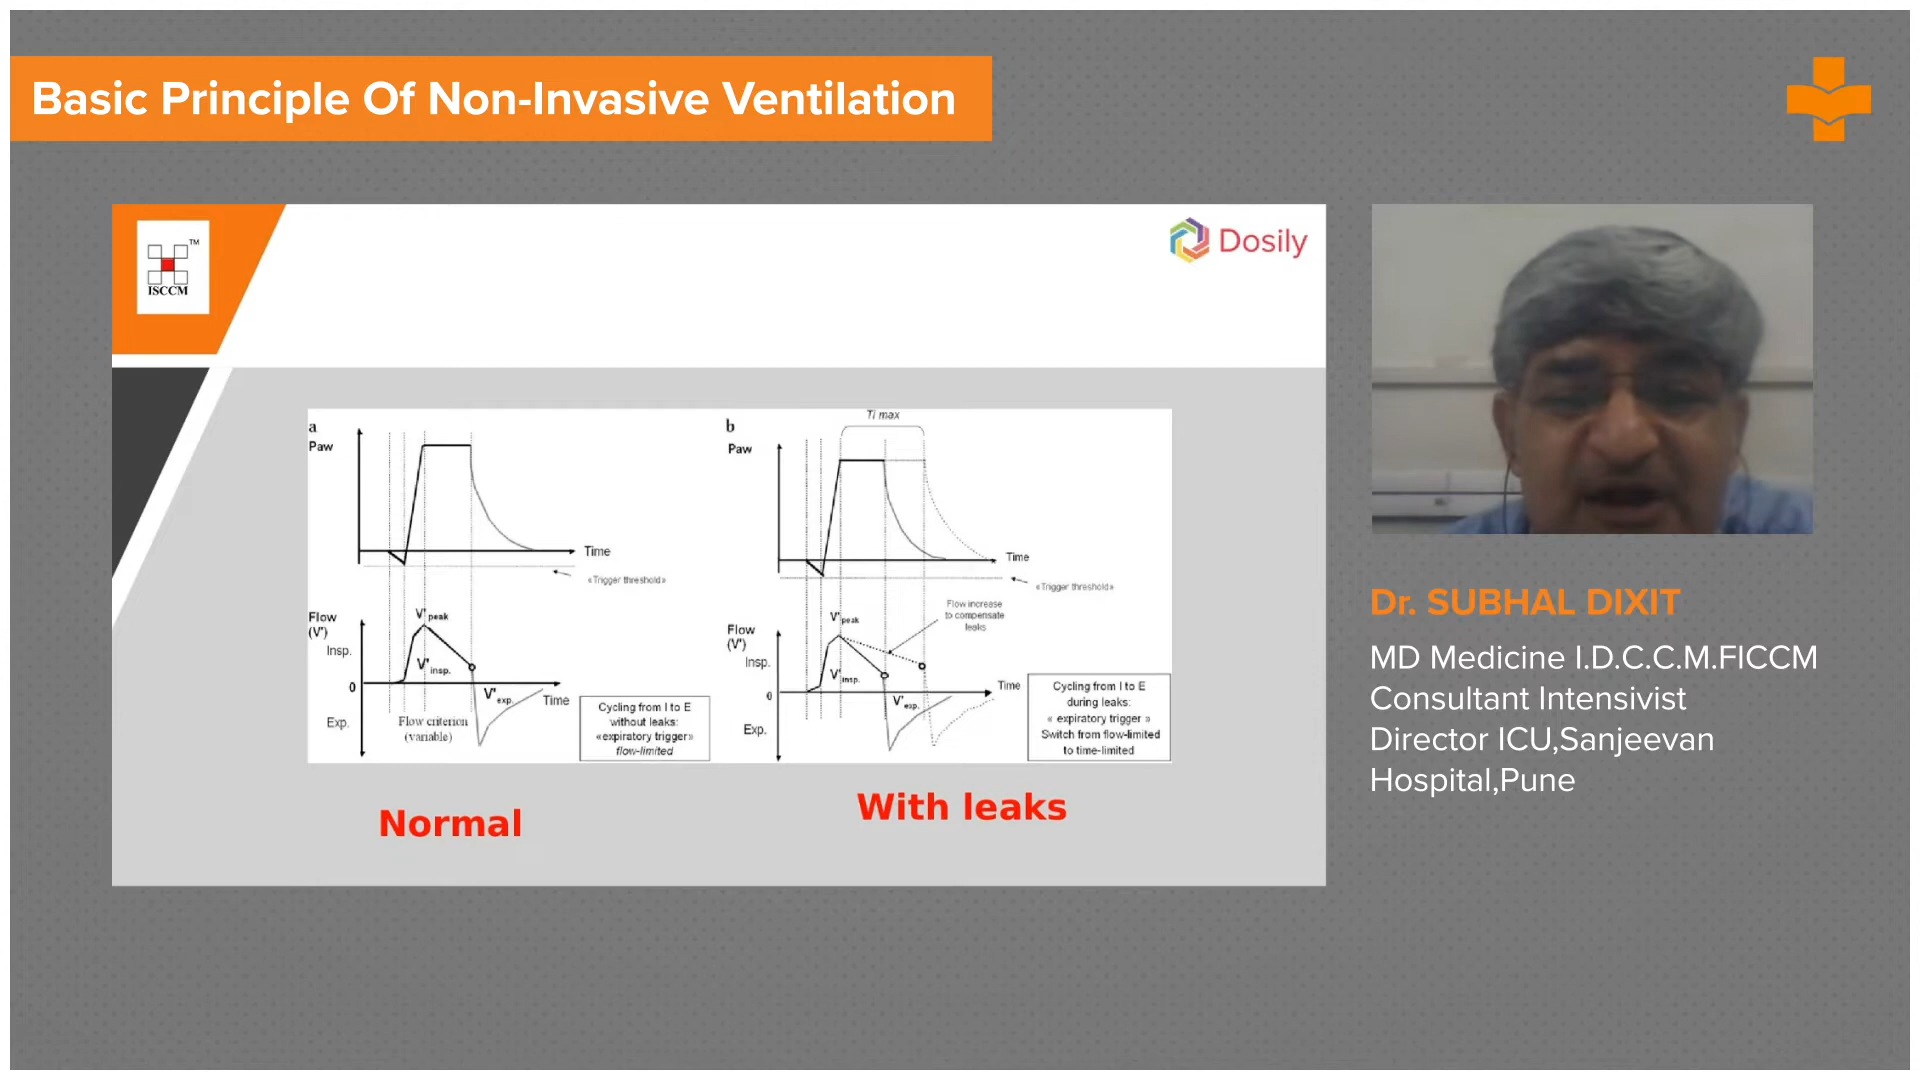 Basic Principle Of Non-Invasive Ventilation
TM
ISCCM
Dosily
a
Paw
Time
«Trigger threshold»
Flow
(V')
Insp.
0
Exp.
V'peak
V'insp.
V'exp.
Time
Flow criterion
(variable)
Cycling from I to E
without leaks:
«expiratory trigger»
flow-limited
b
Ti max
Paw
Time
«Trigger threshold»
Flow increase
to compensate
leaks
Flow
(V')
Insp.
0
Exp.
V'peak
V'insp.
V'exp.
Time
Cycling from I to E
during leaks:
« expiratory trigger »
Switch from flow-limited
to time-limited
Normal
With leaks
Dr. SUBHAL DIXIT
MD Medicine I.D.C.C.M.FICCM
Consultant Intensivist
Director ICU,Sanjeevan
Hospital,Pune